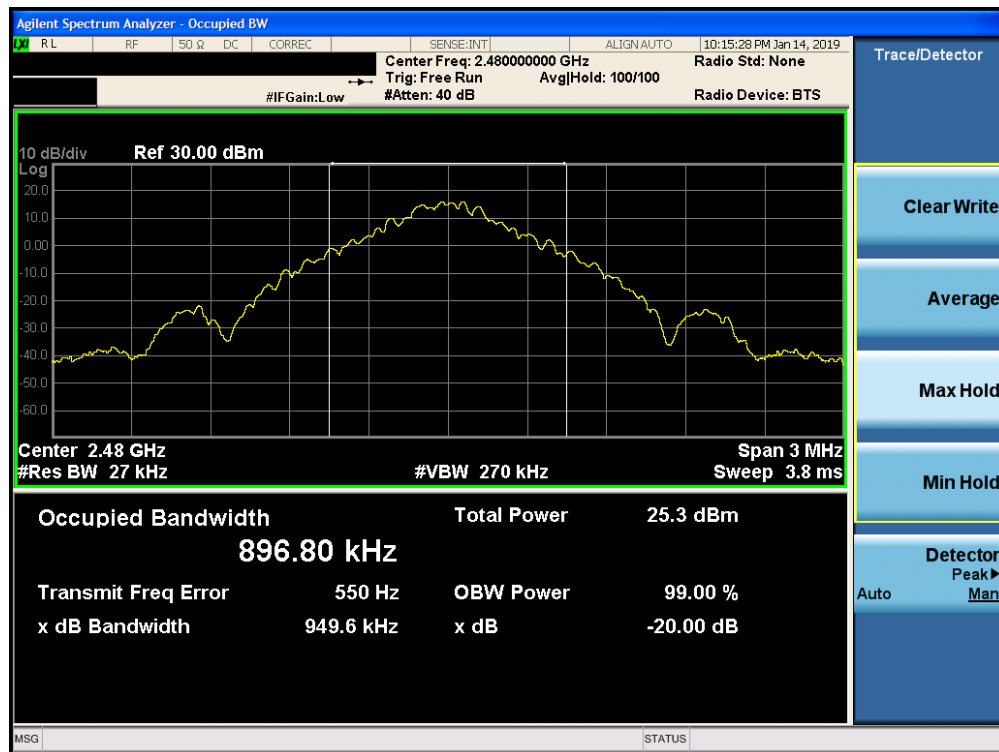 Agilent Spectrum Analyzer - Occupied BW
LXI RL RF 50 Ω DC CORREC SENSE:INT ALIGN AUTO 10:15:28 PM Jan 14, 2019
Center Freq: 2.480000000 GHz Radio Std: None
Trig: Free Run Avg|Hold: 100/100
#IFGain:Low #Atten: 40 dB Radio Device: BTS
10 dB/div Ref 30.00 dBm
Log
20.0
10.0
0.00
-10.0
-20.0
-30.0
-40.0
-50.0
-60.0
Center 2.48 GHz Span 3 MHz
#Res BW 27 kHz #VBW 270 kHz Sweep 3.8 ms
Occupied Bandwidth Total Power 25.3 dBm
896.80 kHz
Transmit Freq Error 550 Hz OBW Power 99.00 %
x dB Bandwidth 949.6 kHz x dB -20.00 dB
Trace/Detector
Clear Write
Average
Max Hold
Min Hold
Detector
Peak▶
Auto Man
MSG STATUS